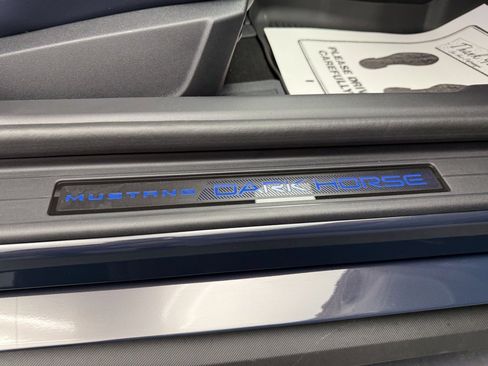 PLEASE DRIVE
CAREFULLY
MUSTANG DARK HORSE